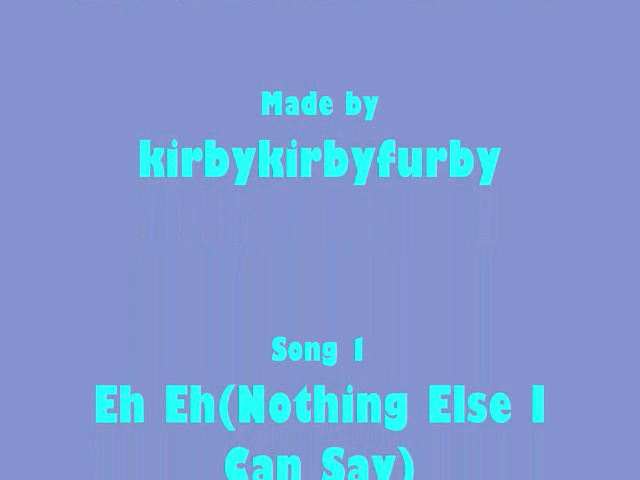 Made by
kirbykirbyfurby
Song 1
Eh Eh(Nothing Else I
Can Say)